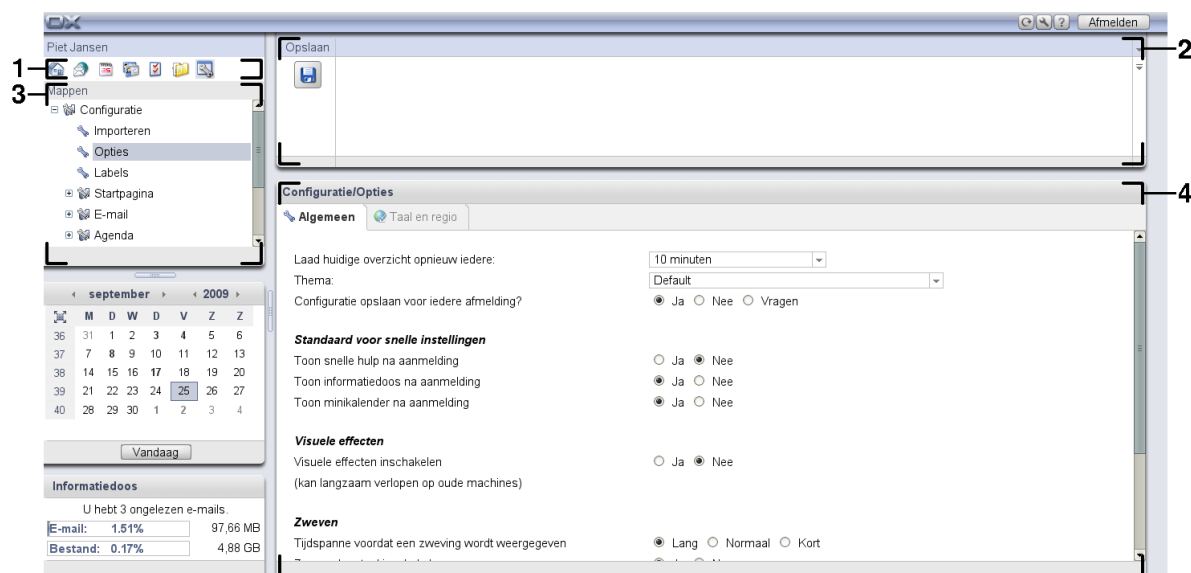 OX
Afmelden
Piet Jansen
1
3
Mappen
Configuratie
Importeren
Opties
Labels
Startpagina
E-mail
Agenda
september 2009
M D W D V Z Z
36 31 1 2 3 4 5 6
37 7 8 9 10 11 12 13
38 14 15 16 17 18 19 20
39 21 22 23 24 25 26 27
40 28 29 30 1 2 3 4
Vandaag
Informatiedoos
U hebt 3 ongelezen e-mails.
E-mail: 1.51% 97,66 MB
Bestand: 0.17% 4,88 GB
Opslaan
2
Configuratie/Opties
4
Algemeen Taal en regio
Laad huidige overzicht opnieuw iedere: 10 minuten
Thema: Default
Configuratie opslaan voor iedere afmelding? Ja Nee Vragen
Standaard voor snelle instellingen
Toon snelle hulp na aanmelding Ja Nee
Toon informatiedoos na aanmelding Ja Nee
Toon minikalender na aanmelding Ja Nee
Visuele effecten
Visuele effecten inschakelen Ja Nee
(kan langzaam verlopen op oude machines)
Zweven
Tijdspanne voordat een zweving wordt weergegeven Lang Normaal Kort